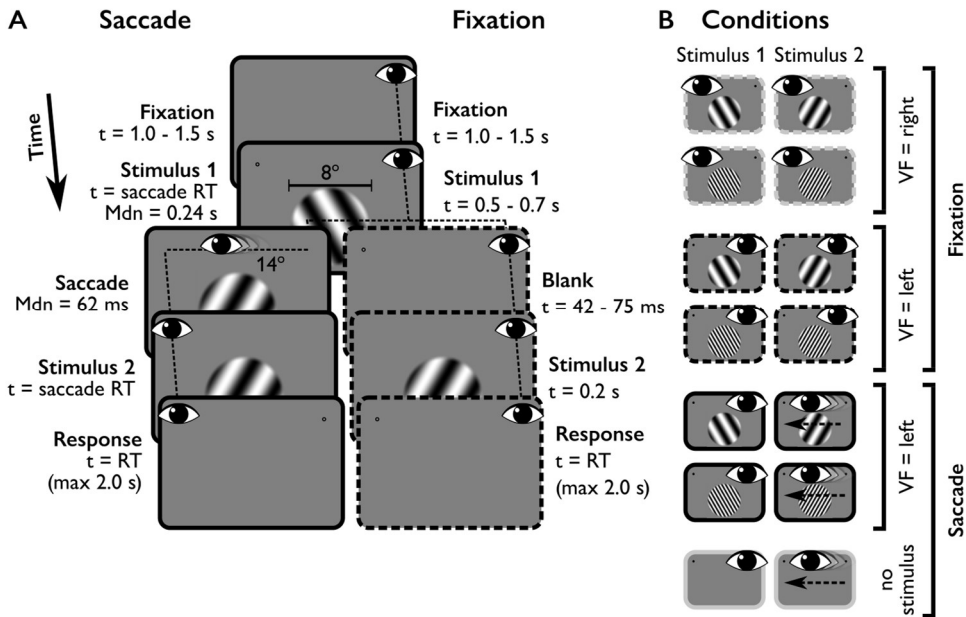 A
Saccade
Fixation
Time
Fixation
t = 1.0 - 1.5 s
Fixation
t = 1.0 - 1.5 s
Stimulus 1
t = saccade RT
Mdn = 0.24 s
8°
Stimulus 1
t = 0.5 - 0.7 s
14°
Saccade
Mdn = 62 ms
Blank
t = 42 - 75 ms
Stimulus 2
t = saccade RT
Stimulus 2
t = 0.2 s
Response
t = RT
(max 2.0 s)
Response
t = RT
(max 2.0 s)
B
Conditions
Stimulus 1
Stimulus 2
VF = right
VF = left
Fixation
VF = left
no
stimulus
Saccade